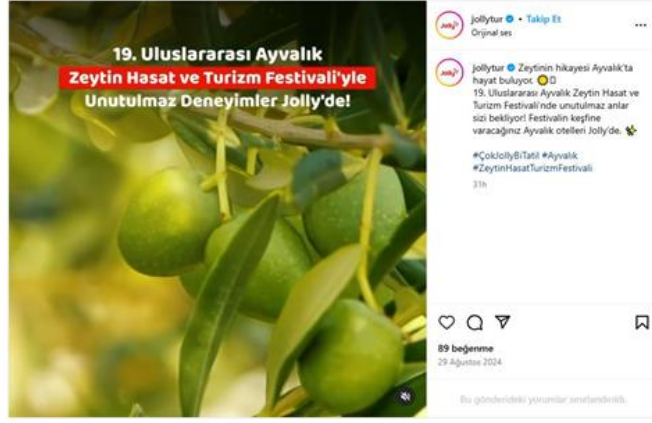 19. Uluslararası Ayvalık
Zeytin Hasat ve Turizm Festivali'yle
Unutulmaz Deneyimler Jolly'de!
jollytur • Takip Et
Orijinal ses
jollytur Zeytinin hikayesi Ayvalık'ta
hayat buluyor.
19. Uluslararası Ayvalık Zeytin Hasat ve
Turizm Festivali'nde unutulmaz anlar
sizi bekliyor! Festivalin keşfine
varacağınız Ayvalık otelleri Jolly'de.
#ÇokJollyBiTatil #Ayvalık
#ZeytinHasatTurizmFestivali
31h
89 beğenme
29 Ağustos 2024
Bu gönderideki yorumlar sınırlandırıldı.